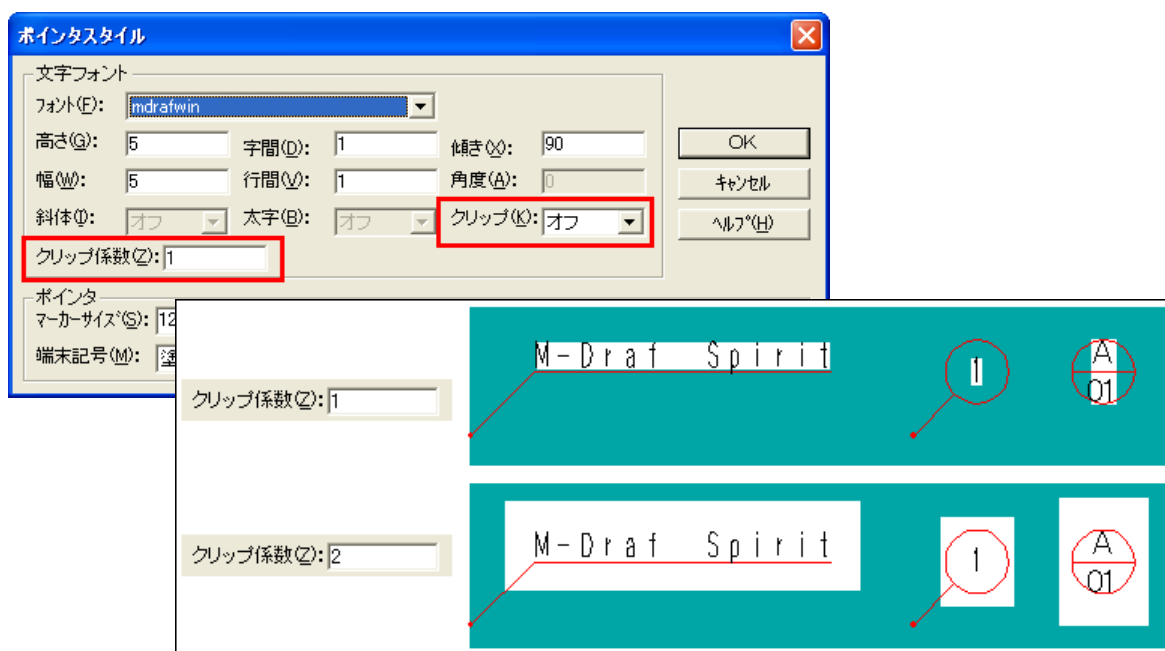 ポインタスタイル
文字フォント
フォント(F): mdrafwin
高さ(G): 5 字間(D): 1 傾き(X): 90 OK
幅(W): 5 行間(V): 1 角度(A): 0 キャンセル
斜体(I): オフ 太字(B): オフ クリップ(K): オフ ヘルプ(H)
クリップ係数(Z): 1
ポインタ
マーカーサイズ(S): 12
端末記号(M): 塗
M-Draf Spirit 1 A
01
クリップ係数(Z): 1
M-Draf Spirit 1 A
01
クリップ係数(Z): 2